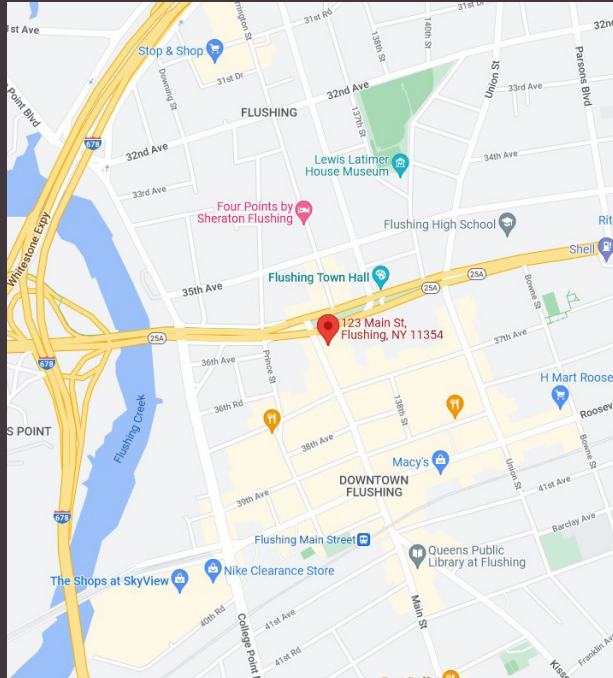 1st Ave
Stop & Shop
31st Rd
138th St
140th St
31st St
32nd
Downing St
31st Dr
Union St
Parsons Blvd
32nd Ave
33rd Ave
Point Blvd
FLUSHING
137th St
678
32nd Ave
34th Ave
Lewis Latimer
House Museum
33rd Ave
Four Points by
Sheraton Flushing
Flushing High School
Rit
Whitestone Expy
Shell
Flushing Town Hall
25A
35th Ave
25A
Bowne St
123 Main St,
Flushing, NY 11354
25A
37th Ave
36th Ave
Prince St
678
H Mart Roose
36th Rd
138th St
Roosev
S POINT
Flushing Creek
38th Ave
Macy's
DOWNTOWN
FLUSHING
Union St
41st Ave
39th Ave
678
Barclay Ave
Flushing Main Street
Queens Public
Library at Flushing
The Shops at SkyView
Nike Clearance Store
Main St
40th Rd
41st Ave
College Point
Franklin Ave
41st Rd
Kisse